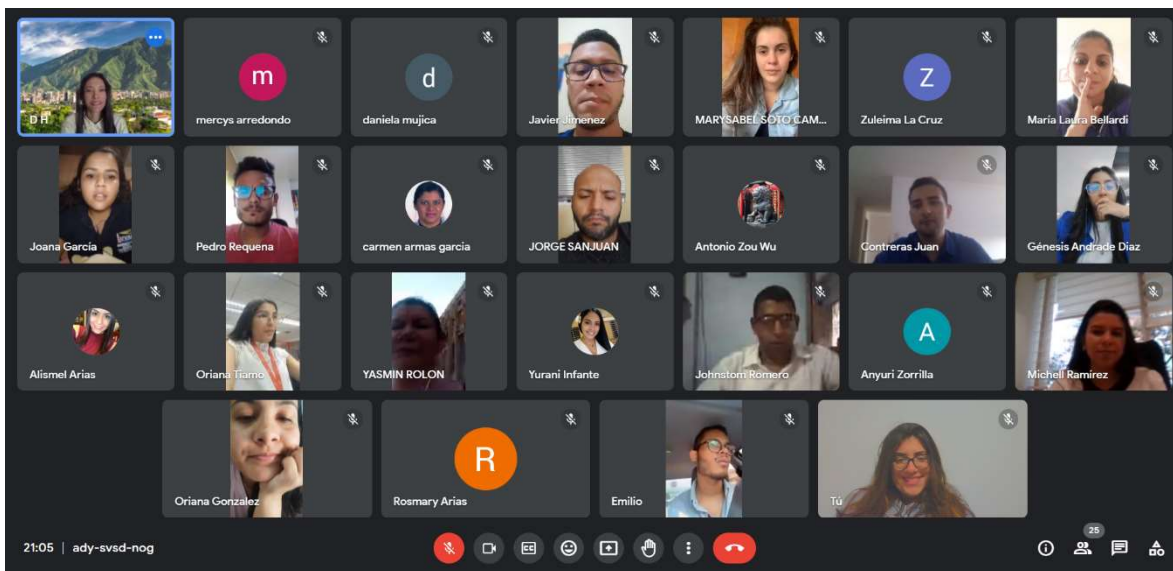 D H
m
mercys arredondo
d
daniela mujica
Javier Jimenez
MARYSABEL SOTO CAM...
Z
Zuleima La Cruz
Maria Laura Bellardi
Joana García
Pedro Requena
carmen armas garcia
JORGE SANJUAN
Antonio Zou Wu
Contreras Juan
Génesis Andrade Diaz
Alismel Arias
Oriana Tiamo
YASMIN ROLON
Yurani Infante
Johnstom Romero
A
Anyuri Zorrilla
Michell Ramírez
Oriana Gonzalez
R
Rosmary Arias
Emilio
Tú
21:05 | ady-svsd-nog
CC
25